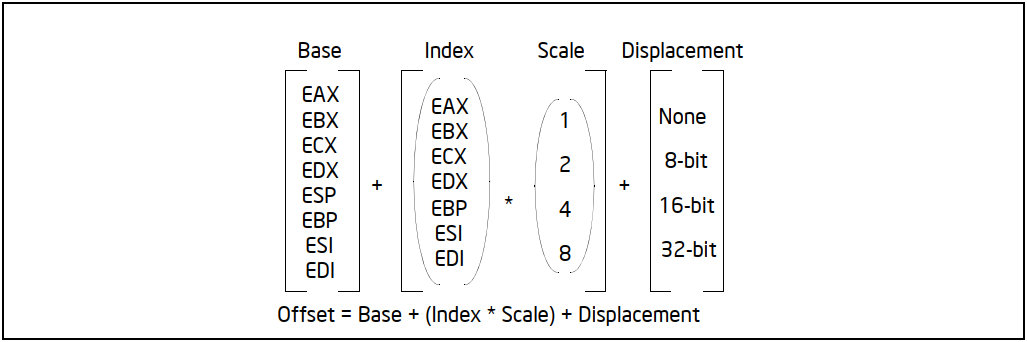 Base Index Scale Displacement
EAX
EBX
ECX
EDX
ESP
EBP
ESI
EDI
+
EAX
EBX
ECX
EDX
EBP
ESI
EDI
*
1
2
4
8
+
None
8-bit
16-bit
32-bit
Offset = Base + (Index * Scale) + Displacement